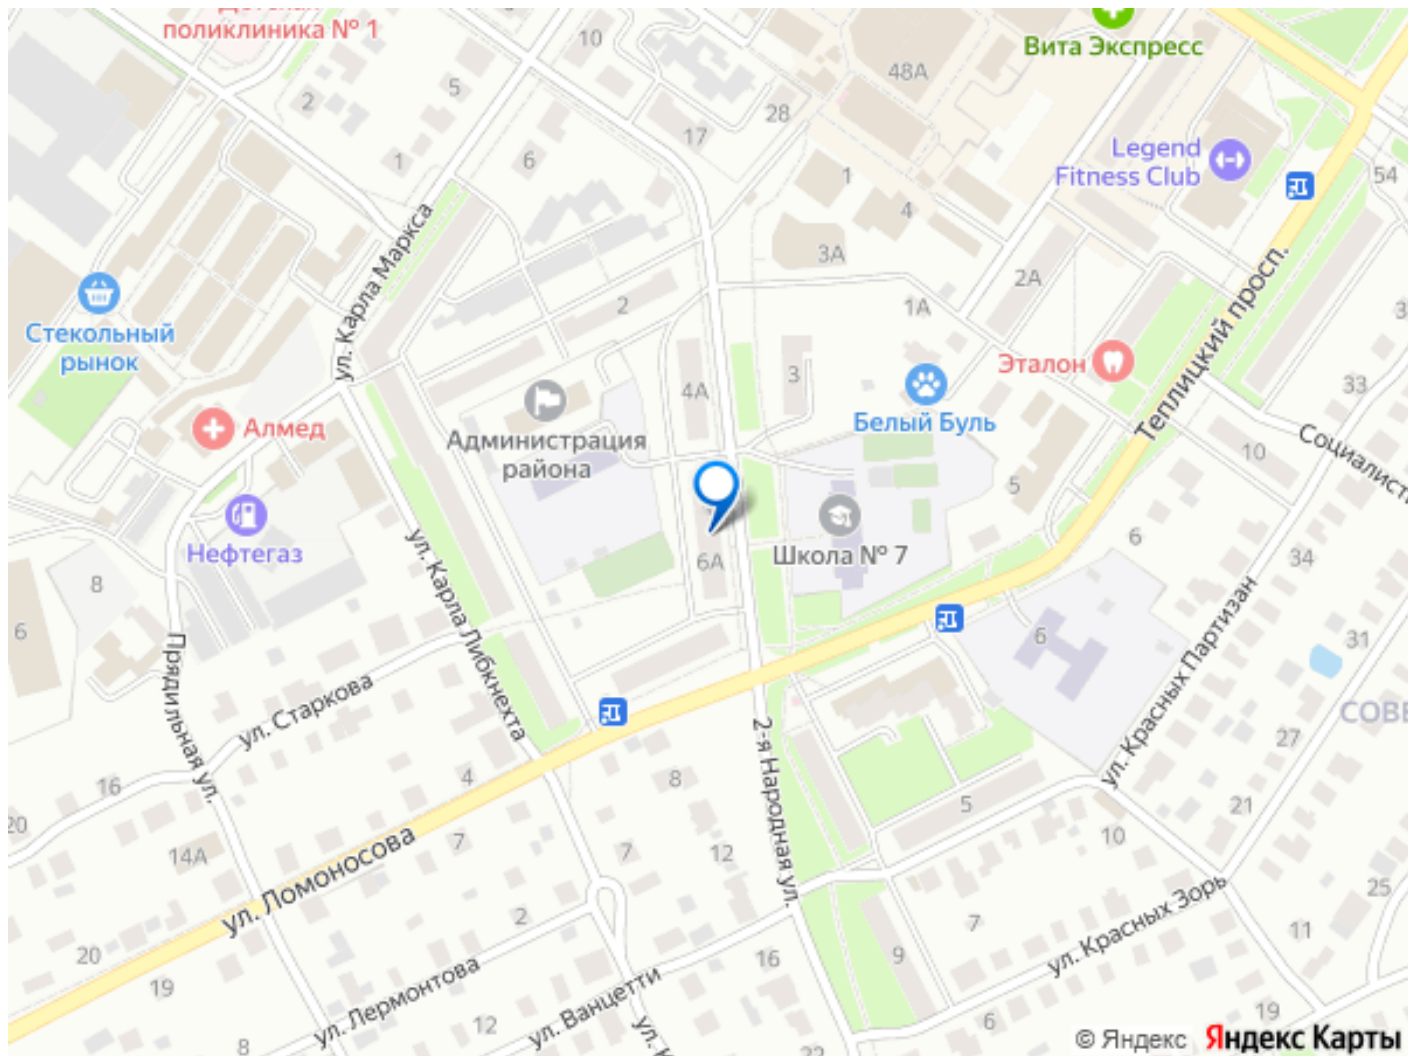 Детская
поликлиника № 1
Вита Экспресс
10
48А
5
2
28
17
1
6
Legend
Fitness Club
54
1
4
ул. Карла Маркса
3А
2А
2
1А
Стекольный
рынок
Теплицкий просп.
Эталон
3
4А
33
Белый Буль
Алмед
Администрация
района
10
Социалисти
5
6
Школа № 7
6А
34
Нефтегаз
8
ул. Карла Либкнехта
6
6
31
Прядильная ул.
ул. Старкова
ул. Красных Партизан
СОВЕ
27
2-я Народная ул.
16
4
8
5
21
20
14А
ул. Ломоносова
7
7
12
10
25
2
7
ул. Красных Зорь
11
20
19
9
16
ул. Лермонтова
ул. Ванцетти
12
6
19
8
ул. К
22
© Яндекс Яндекс Карты